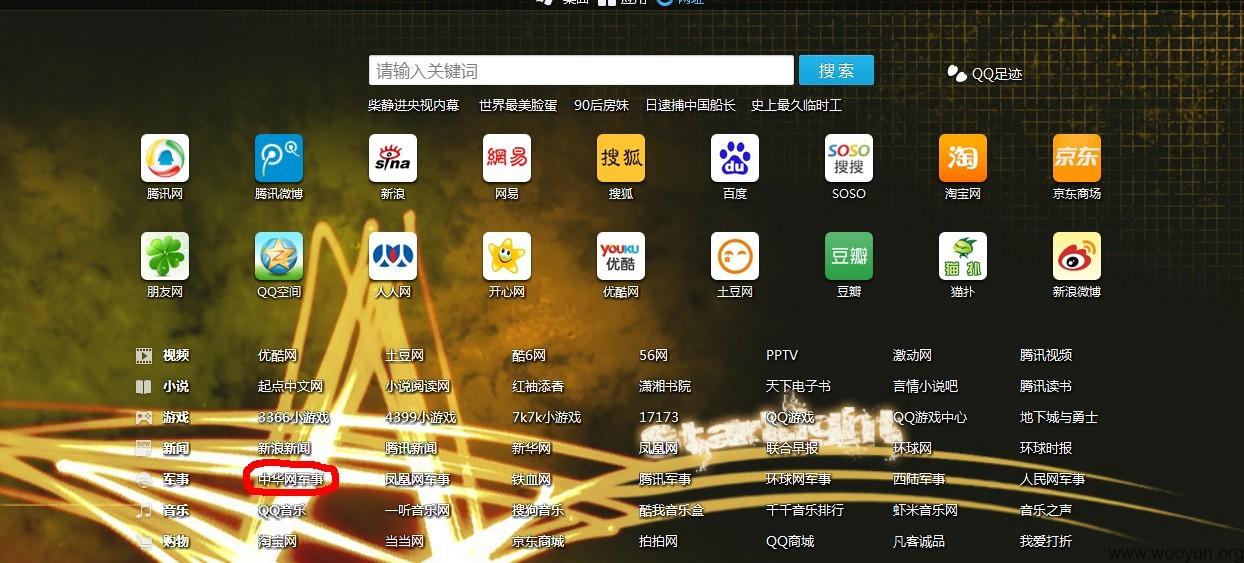 桌面 应用 网址
请输入关键词 搜索 QQ足迹
柴静进央视内幕 世界最美脸蛋 90后房妹 日逮捕中国船长 史上最久临时工
sina 網易 搜狐 du SOSO 搜搜 淘 京东
腾讯网 腾讯微博 新浪 网易 搜狐 百度 SOSO 淘宝网 京东商场
YOUKU 优酷 豆瓣 猫扑
朋友网 QQ空间 人人网 开心网 优酷网 土豆网 豆瓣 猫扑 新浪微博
视频 优酷网 土豆网 酷6网 56网 PPTV 激动网 腾讯视频
小说 起点中文网 小说阅读网 红袖添香 潇湘书院 天下电子书 言情小说吧 腾讯读书
游戏 3366小游戏 4399小游戏 7k7k小游戏 17173 QQ游戏 QQ游戏中心 地下城与勇士
starlight
新闻 新浪新闻 腾讯新闻 新华网 凤凰网 联合早报 环球网 环球时报
军事 中华网军事 凤凰网军事 铁血网 腾讯军事 环球网军事 西陆军事 人民网军事
音乐 QQ音乐 一听音乐网 搜狗音乐 酷我音乐盒 千千音乐排行 虾米音乐网 音乐之声
购物 淘宝网 当当网 京东商城 拍拍网 QQ商城 凡客诚品 我爱打折
www.wooyun.org